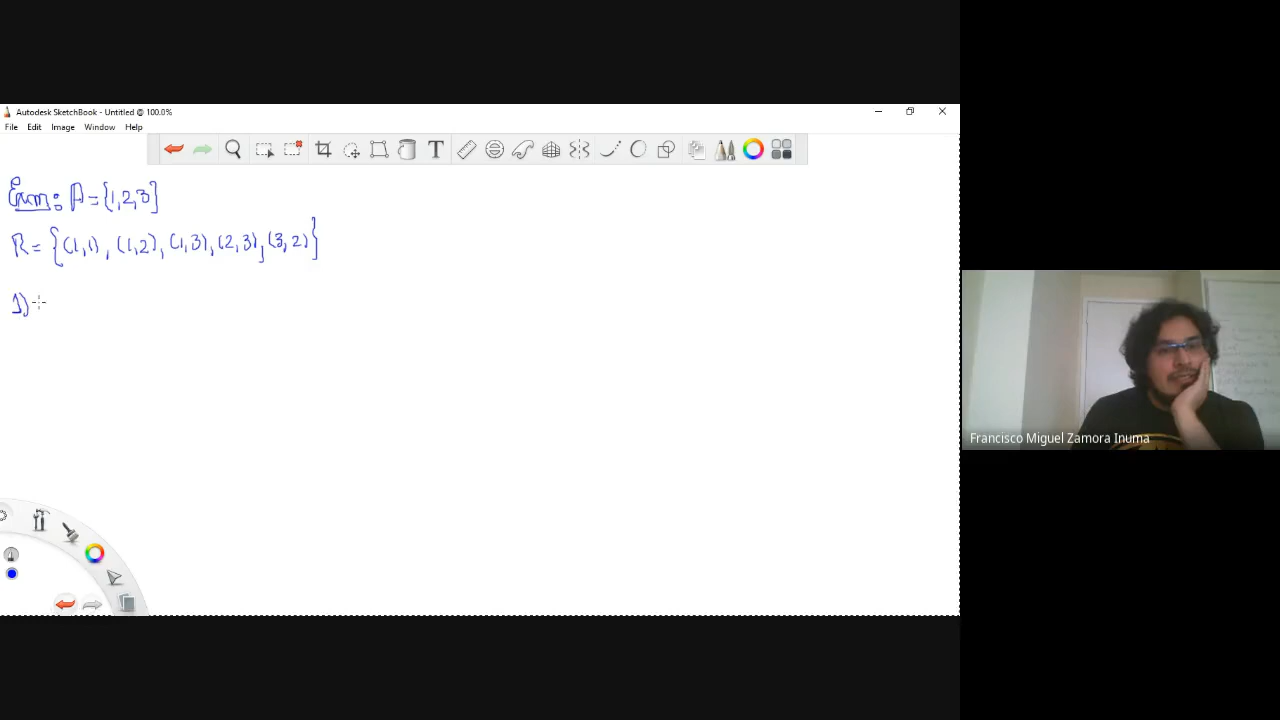 Autodesk SketchBook - Untitled @ 100.0%
File Edit Image Window Help
T
A = {1,2,3}
R = {(1,1), (1,2), (1,3), (2,3), (3,2)}
1)
Francisco Miguel Zamora Inuma